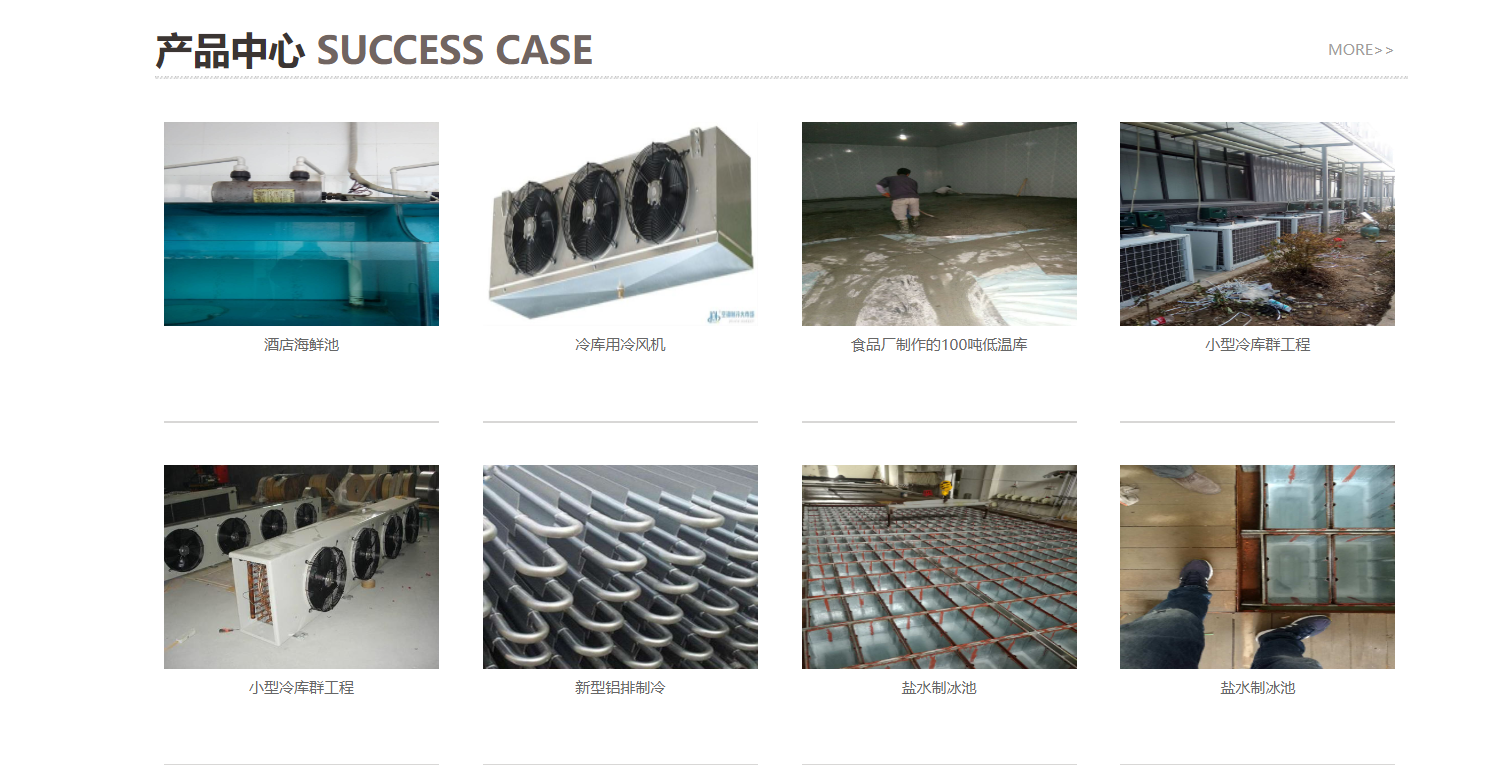 产品中心 SUCCESS CASE
MORE>>
酒店海鲜池
冷库用冷风机
食品厂制作的100吨低温库
小型冷库群工程
小型冷库群工程
新型铝排制冷
盐水制冰池
盐水制冰池